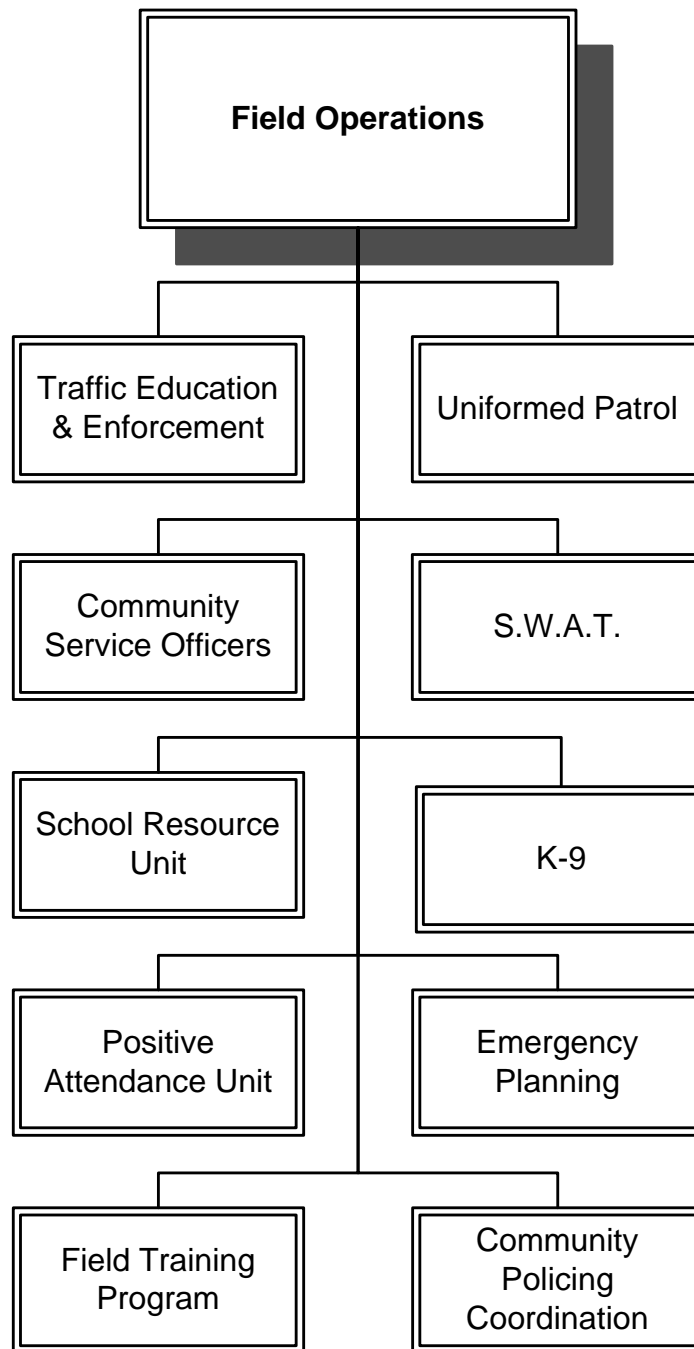 Field Operations
Traffic Education
& Enforcement
Uniformed Patrol
Community
Service Officers
S.W.A.T.
School Resource
Unit
K-9
Positive
Attendance Unit
Emergency
Planning
Field Training
Program
Community
Policing
Coordination